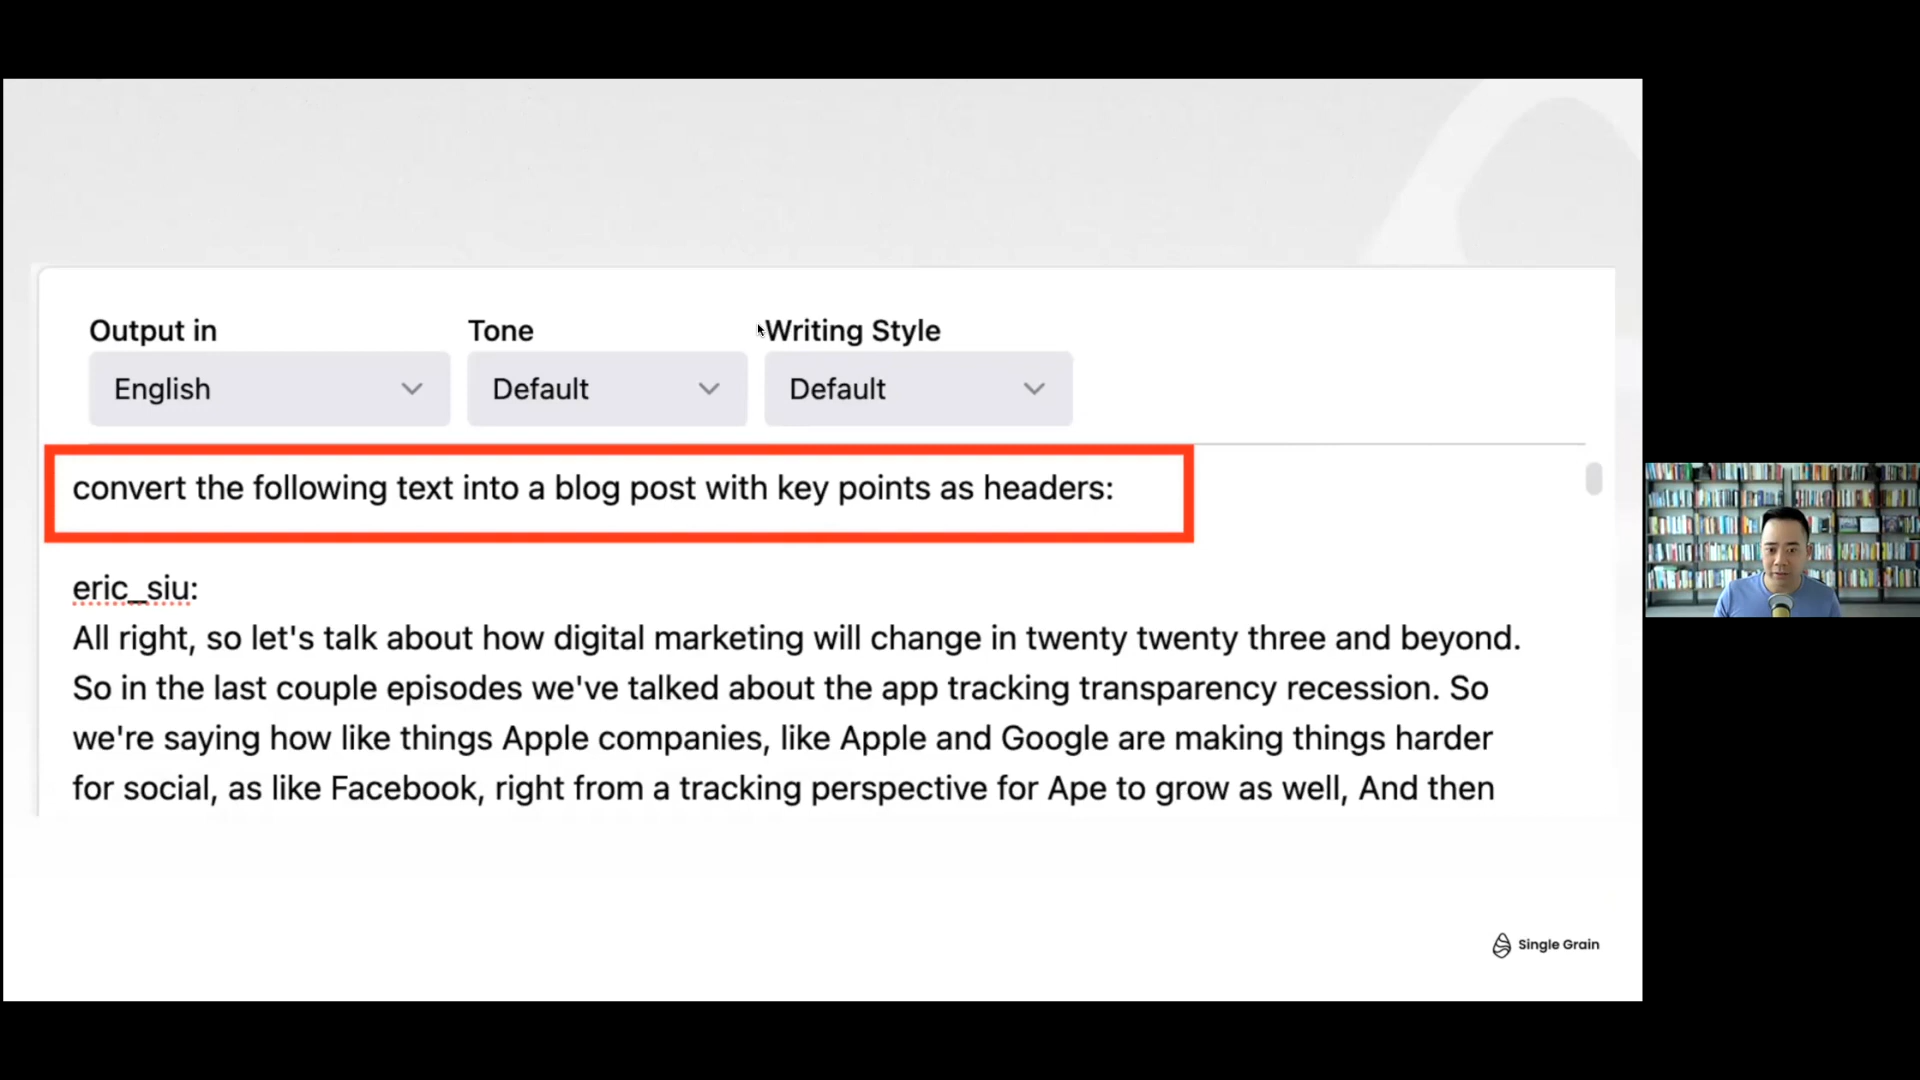 Output in
Tone
Writing Style
English
Default
Default
convert the following text into a blog post with key points as headers:
eric_siu:
All right, so let's talk about how digital marketing will change in twenty twenty three and beyond.
So in the last couple episodes we've talked about the app tracking transparency recession. So
we're saying how like things Apple companies, like Apple and Google are making things harder
for social, as like Facebook, right from a tracking perspective for Ape to grow as well, And then
Single Grain